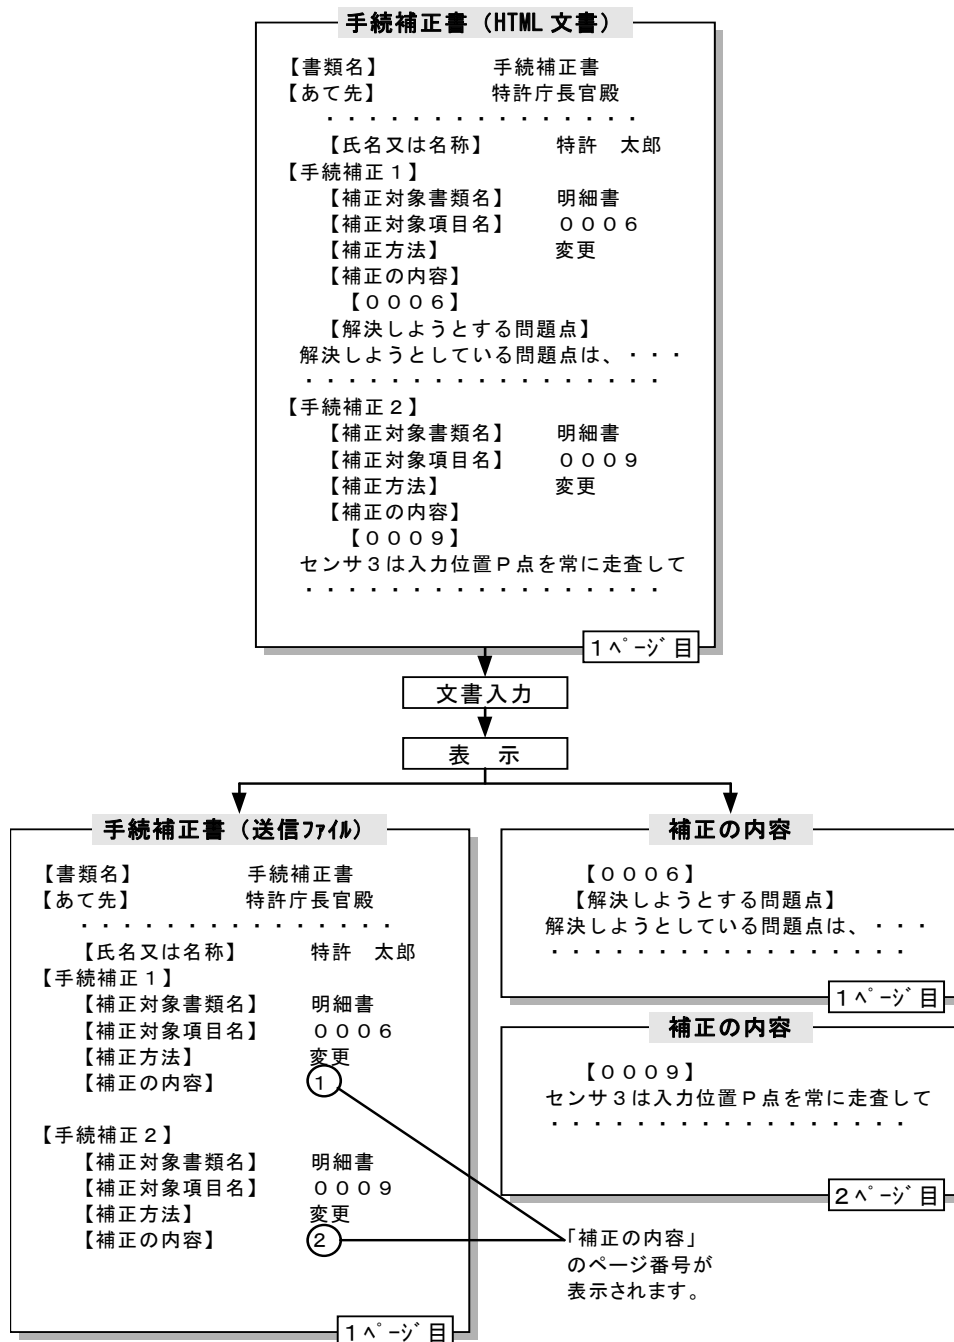 手続補正書（HTML 文書）
【書類名】　手続補正書
【あて先】　特許庁長官殿
・・・・・・・・・・・・・・・
【氏名又は名称】　特許　太郎
【手続補正１】
【補正対象書類名】　明細書
【補正対象項目名】　０００６
【補正方法】　変更
【補正の内容】
【０００６】
【解決しようとする問題点】
解決しようとしている問題点は、・・・
・・・・・・・・・・・・・・・・・
【手続補正２】
【補正対象書類名】　明細書
【補正対象項目名】　０００９
【補正方法】　変更
【補正の内容】
【０００９】
センサ３は入力位置Ｐ点を常に走査して
・・・・・・・・・・・・・・・・・
１ﾍﾟｰｼﾞ目
文書入力
表　示
手続補正書（送信ﾌｧｲﾙ）
【書類名】　手続補正書
【あて先】　特許庁長官殿
・・・・・・・・・・・・・・・
【氏名又は名称】　特許　太郎
【手続補正１】
【補正対象書類名】　明細書
【補正対象項目名】　０００６
【補正方法】　変更
【補正の内容】　１
【手続補正２】
【補正対象書類名】　明細書
【補正対象項目名】　０００９
【補正方法】　変更
【補正の内容】　２
１ﾍﾟｰｼﾞ目
補正の内容
【０００６】
【解決しようとする問題点】
解決しようとしている問題点は、・・・
・・・・・・・・・・・・・・・・・
１ﾍﾟｰｼﾞ目
補正の内容
【０００９】
センサ３は入力位置Ｐ点を常に走査して
・・・・・・・・・・・・・・・・・
２ﾍﾟｰｼﾞ目
「補正の内容」
のページ番号が
表示されます。